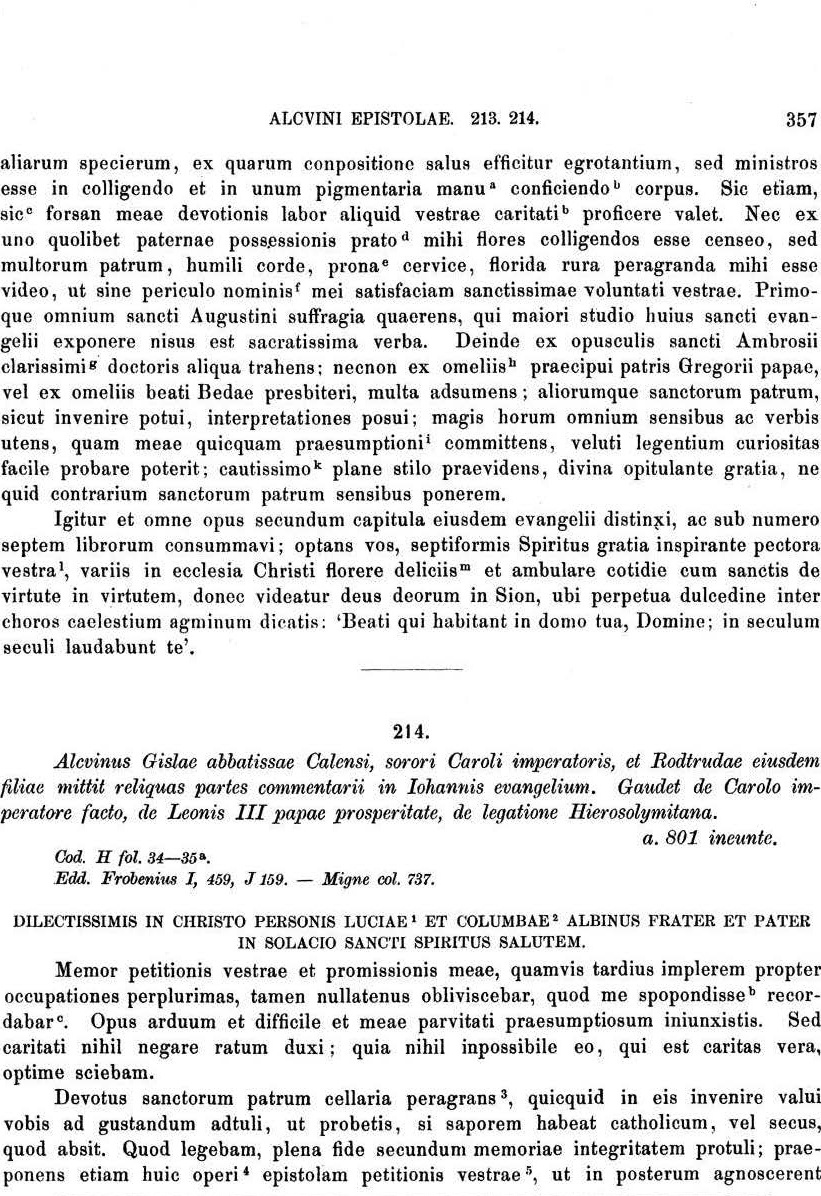 ALCVINI EPISTOLAE. 213. 214. 357
aliarum specierum, ex quarum conpositione salus efficitur egrotantium, sed ministros
esse in colligendo et in unum pigmentaria manu ᵃ conficiendo ᵇ corpus. Sic etiam,
sic ᶜ forsan meae devotionis labor aliquid vestrae caritati ᵇ proficere valet. Nec ex
uno quolibet paternae possessionis prato ᵈ mihi flores colligendos esse censeo, sed
multorum patrum, humili corde, prona ᵉ cervice, florida rura peragranda mihi esse
video, ut sine periculo nominis ᶠ mei satisfaciam sanctissimae voluntati vestrae. Primo-
que omnium sancti Augustini suffragia quaerens, qui maiori studio huius sancti evan-
gelii exponere nisus est sacratissima verba. Deinde ex opusculis sancti Ambrosii
clarissimi ᵍ doctoris aliqua trahens; necnon ex omeliis ʰ praecipui patris Gregorii papae,
vel ex omeliis beati Bedae presbiteri, multa adsumens; aliorumque sanctorum patrum,
sicut invenire potui, interpretationes posui; magis horum omnium sensibus ac verbis
utens, quam meae quicquam praesumptioni ⁱ committens, veluti legentium curiositas
facile probare poterit; cautissimo ᵏ plane stilo praevidens, divina opitulante gratia, ne
quid contrarium sanctorum patrum sensibus ponerem.
Igitur et omne opus secundum capitula eiusdem evangelii distinxi, ac sub numero
septem librorum consummavi; optans vos, septiformis Spiritus gratia inspirante pectora
vestra ˡ, variis in ecclesia Christi florere deliciis ᵐ et ambulare cotidie cum sanctis de
virtute in virtutem, donec videatur deus deorum in Sion, ubi perpetua dulcedine inter
choros caelestium agminum dicatis: ‘Beati qui habitant in domo tua, Domine; in seculum
seculi laudabunt te’.
214.
Alcvinus Gislae abbatissae Calensi, sorori Caroli imperatoris, et Rodtrudae eiusdem
filiae mittit reliquas partes commentarii in Iohannis evangelium. Gaudet de Carolo im-
peratore facto, de Leonis III papae prosperitate, de legatione Hierosolymitana.
a. 801 ineunte.
Cod. H fol. 34—35 ᵃ.
Edd. Frobenius I, 459, J 159. — Migne col. 737.
DILECTISSIMIS IN CHRISTO PERSONIS LUCIAE ¹ ET COLUMBAE ² ALBINUS FRATER ET PATER
IN SOLACIO SANCTI SPIRITUS SALUTEM.
Memor petitionis vestrae et promissionis meae, quamvis tardius implerem propter
occupationes perplurimas, tamen nullatenus obliviscebar, quod me spopondisse ᵇ recor-
dabar ᶜ. Opus arduum et difficile et meae parvitati praesumptiosum iniunxistis. Sed
caritati nihil negare ratum duxi; quia nihil inpossibile eo, qui est caritas vera,
optime sciebam.
Devotus sanctorum patrum cellaria peragrans ³, quicquid in eis invenire valui
vobis ad gustandum adtuli, ut probetis, si saporem habeat catholicum, vel secus,
quod absit. Quod legebam, plena fide secundum memoriae integritatem protuli; prae-
ponens etiam huic operi ⁴ epistolam petitionis vestrae ⁵, ut in posterum agnoscerent